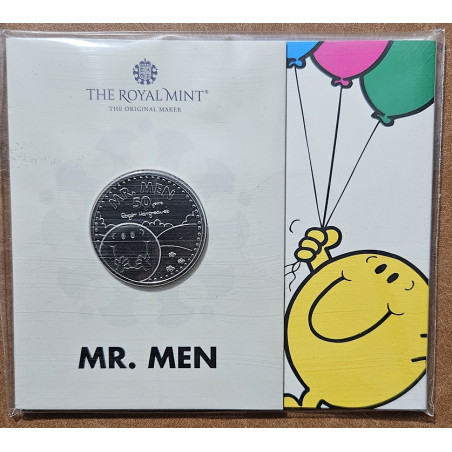 THE ROYAL MINT®
THE ORIGINAL MAKER
MR. MEN
50 years
Roger Hargreaves
MR. MEN